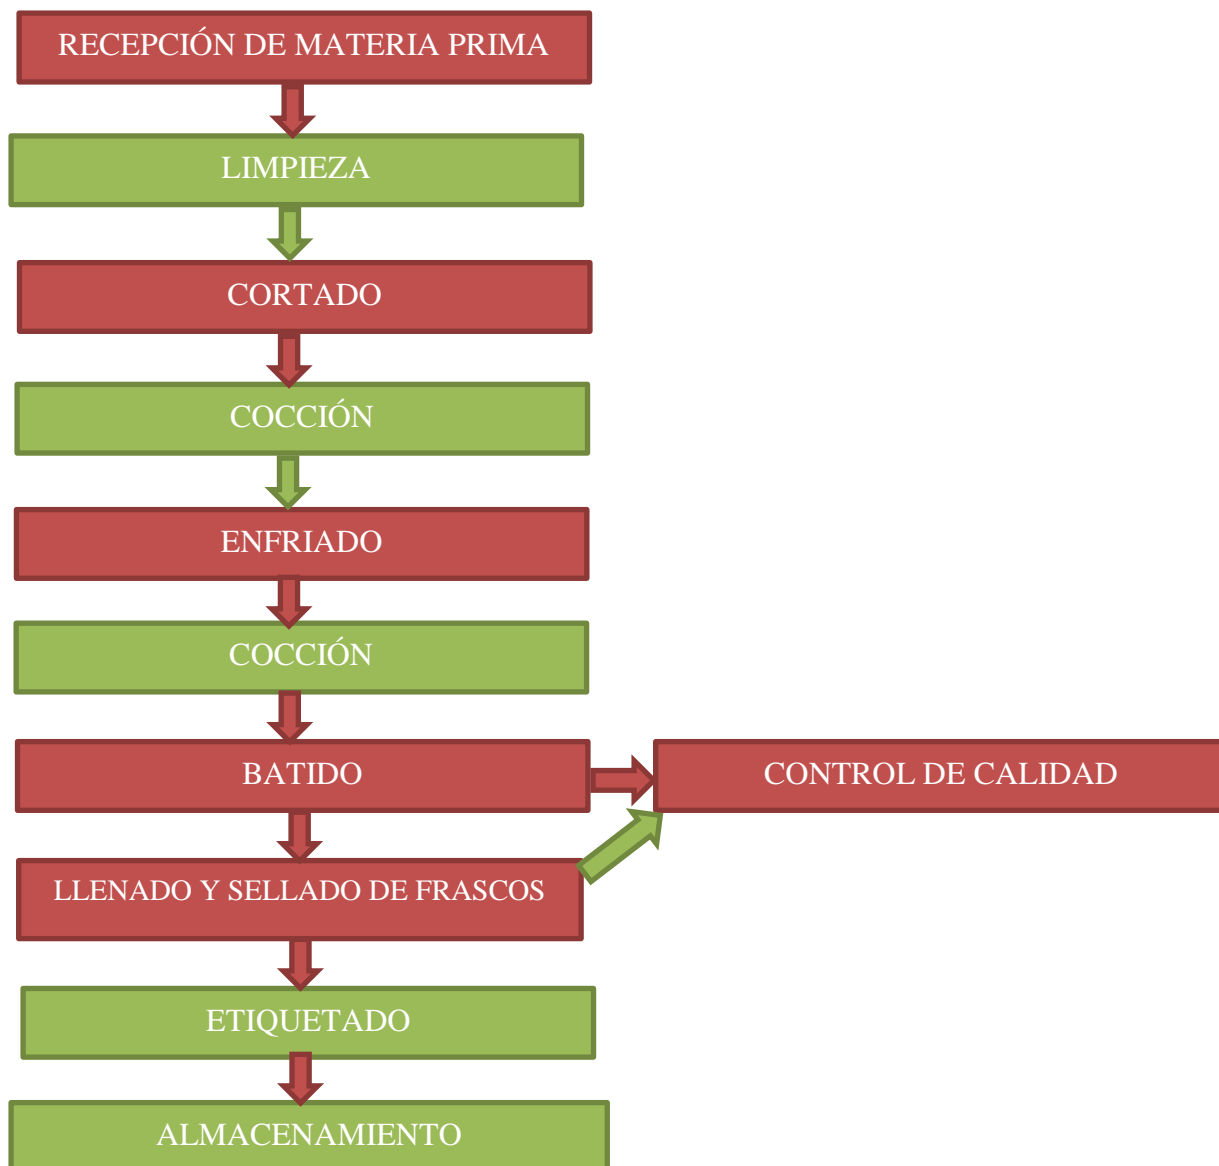 RECEPCIÓN DE MATERIA PRIMA
LIMPIEZA
CORTADO
COCCIÓN
ENFRIADO
COCCIÓN
BATIDO
CONTROL DE CALIDAD
LLENADO Y SELLADO DE FRASCOS
ETIQUETADO
ALMACENAMIENTO